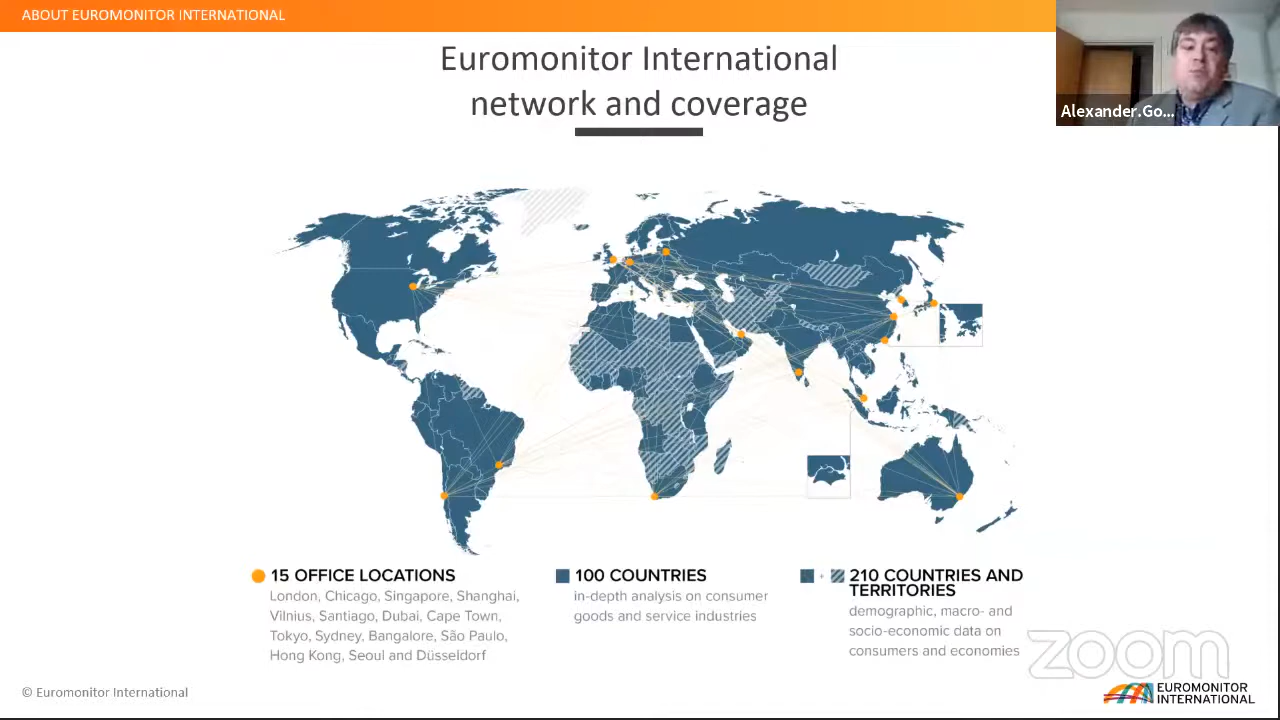 ABOUT EUROMONITOR INTERNATIONAL
Euromonitor International
network and coverage
Alexander.Go...
15 OFFICE LOCATIONS
London, Chicago, Singapore, Shanghai,
Vilnius, Santiago, Dubai, Cape Town,
Tokyo, Sydney, Bangalore, São Paulo,
Hong Kong, Seoul and Düsseldorf
100 COUNTRIES
in-depth analysis on consumer
goods and service industries
210 COUNTRIES AND
TERRITORIES
demographic, macro- and
socio-economic data on
consumers and economies
zoom
© Euromonitor International
EUROMONITOR
INTERNATIONAL